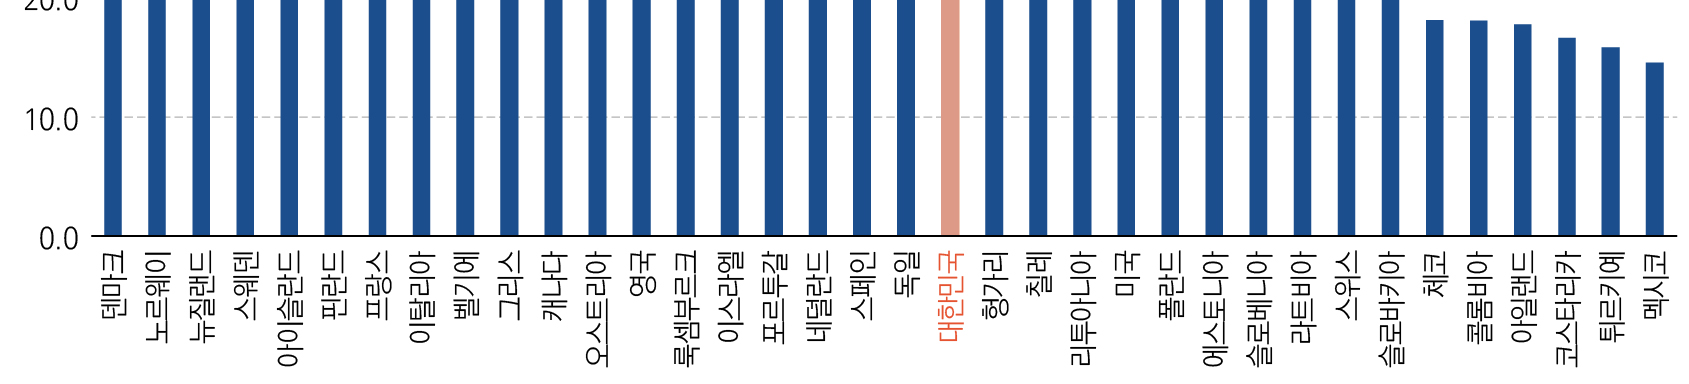 20.0
10.0
0.0
덴마크
노르웨이
뉴질랜드
스웨덴
아이슬란드
핀란드
프랑스
이탈리아
벨기에
그리스
캐나다
오스트리아
영국
룩셈부르크
이스라엘
포르투갈
네덜란드
스페인
독일
대한민국
헝가리
칠레
리투아니아
미국
폴란드
에스토니아
슬로베니아
라트비아
스위스
슬로바키아
체코
콜롬비아
아일랜드
코스타리카
튀르키예
멕시코